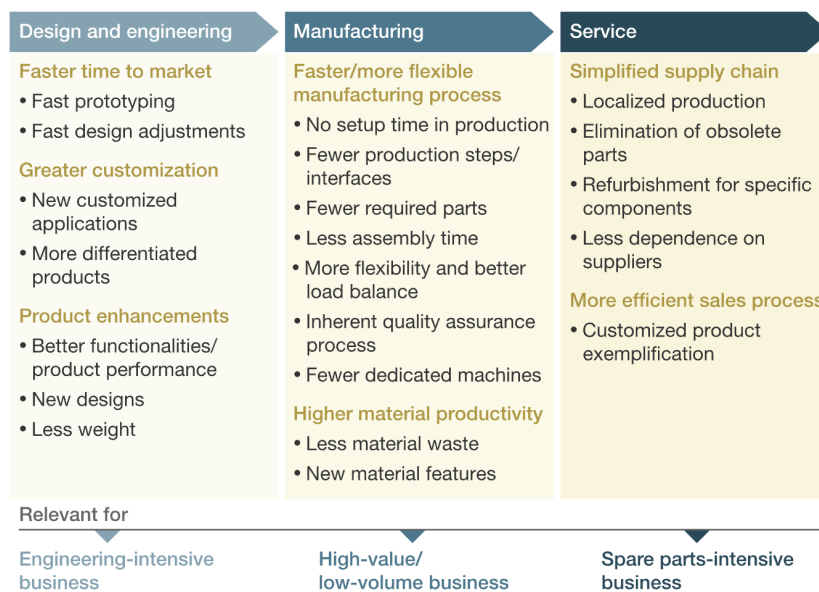 Design and engineering
Faster time to market
• Fast prototyping
• Fast design adjustments
Greater customization
• New customized
applications
• More differentiated
products
Product enhancements
• Better functionalities/
product performance
• New designs
• Less weight
Manufacturing
Faster/more flexible
manufacturing process
• No setup time in production
• Fewer production steps/
interfaces
• Fewer required parts
• Less assembly time
• More flexibility and better
load balance
• Inherent quality assurance
process
• Fewer dedicated machines
Higher material productivity
• Less material waste
• New material features
Service
Simplified supply chain
• Localized production
• Elimination of obsolete
parts
• Refurbishment for specific
components
• Less dependence on
suppliers
More efficient sales process
• Customized product
exemplification
Relevant for
Engineering-intensive
business
High-value/
low-volume business
Spare parts-intensive
business